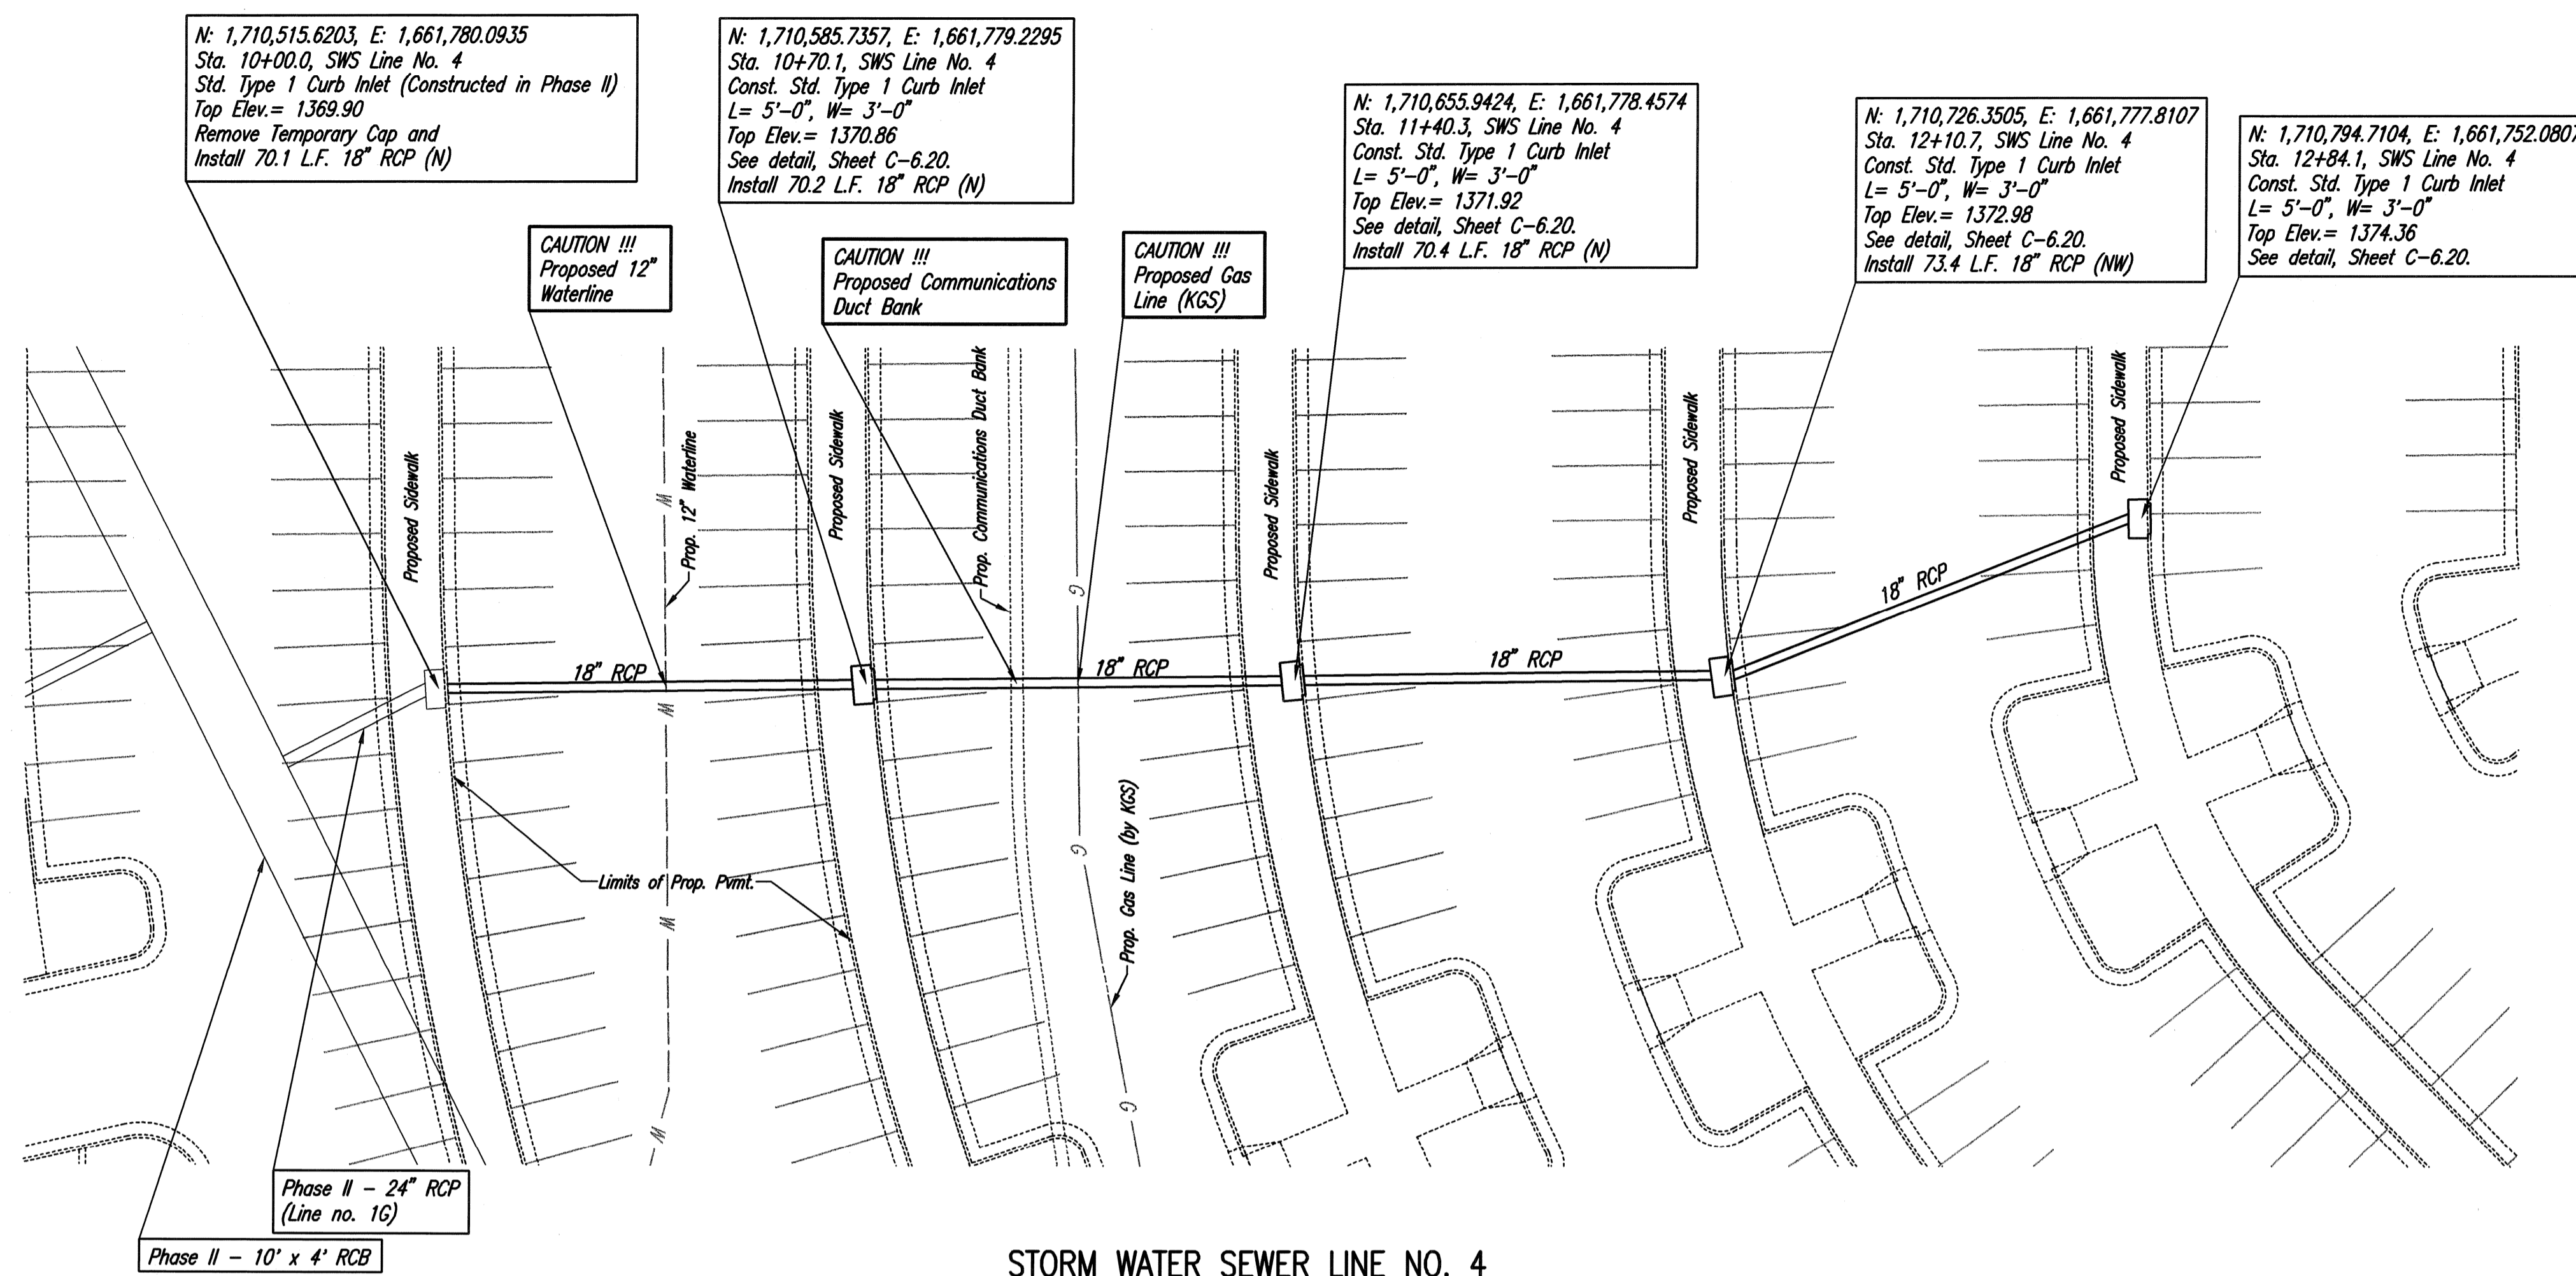 N: 1,710,515.6203, E: 1,661,780.0935
Sta. 10+00.0, SWS Line No. 4
Std. Type 1 Curb Inlet (Constructed in Phase II)
Top Elev.= 1369.90
Remove Temporary Cap and
Install 70.1 L.F. 18" RCP (N)
N: 1,710,585.7357, E: 1,661,779.2295
Sta. 10+70.1, SWS Line No. 4
Const. Std. Type 1 Curb Inlet
L= 5'-0", W= 3'-0"
Top Elev.= 1370.86
See detail, Sheet C-6.20.
Install 70.2 L.F. 18" RCP (N)
N: 1,710,655.9424, E: 1,661,778.4574
Sta. 11+40.3, SWS Line No. 4
Const. Std. Type 1 Curb Inlet
L= 5'-0", W= 3'-0"
Top Elev.= 1371.92
See detail, Sheet C-6.20.
Install 70.4 L.F. 18" RCP (N)
N: 1,710,726.3505, E: 1,661,777.8107
Sta. 12+10.7, SWS Line No. 4
Const. Std. Type 1 Curb Inlet
L= 5'-0", W= 3'-0"
Top Elev.= 1372.98
See detail, Sheet C-6.20.
Install 73.4 L.F. 18" RCP (NW)
N: 1,710,794.7104, E: 1,661,752.0807
Sta. 12+84.1, SWS Line No. 4
Const. Std. Type 1 Curb Inlet
L= 5'-0", W= 3'-0"
Top Elev.= 1374.36
See detail, Sheet C-6.20.
CAUTION !!!
Proposed 12"
Waterline
CAUTION !!!
Proposed Communications
Duct Bank
CAUTION !!!
Proposed Gas
Line (KGS)
Proposed Sidewalk
Prop. 12" Waterline
Proposed Sidewalk
Prop. Communications Duct Bank
Proposed Sidewalk
Proposed Sidewalk
Proposed Sidewalk
W
G
18" RCP
18" RCP
18" RCP
18" RCP
W
G
Limits of Prop. Pvmt.
Prop. Gas Line (by KGS)
W
G
W
Phase II - 24" RCP
(Line no. 1G)
Phase II - 10' x 4' RCB
STORM WATER SEWER LINE NO. 4